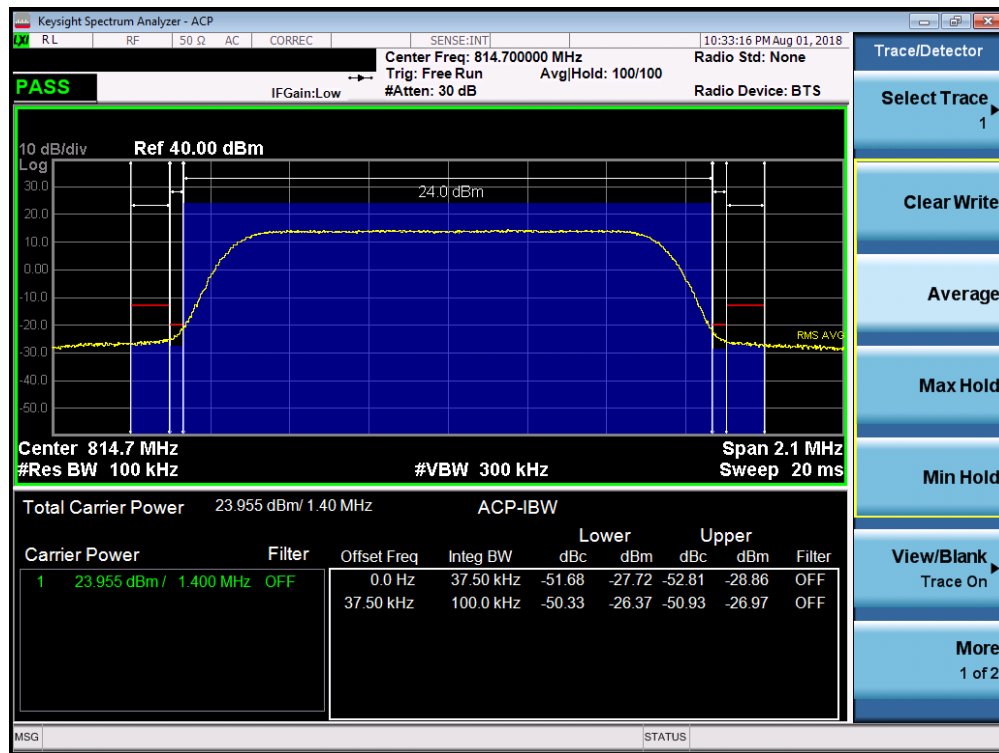 Keysight Spectrum Analyzer - ACP
LXI RL RF 50 Ω AC CORREC SENSE:INT 10:33:16 PM Aug 01, 2018
Center Freq: 814.700000 MHz Radio Std: None
Trig: Free Run Avg|Hold: 100/100
PASS IFGain:Low #Atten: 30 dB Radio Device: BTS
10 dB/div Ref 40.00 dBm
Log
30.0
24.0 dBm
20.0
10.0
0.00
-10.0
-20.0
RMS AVG
-30.0
-40.0
-50.0
Center 814.7 MHz Span 2.1 MHz
#Res BW 100 kHz #VBW 300 kHz Sweep 20 ms
Total Carrier Power 23.955 dBm/ 1.40 MHz ACP-IBW
Lower Upper
Carrier Power Filter Offset Freq Integ BW dBc dBm dBc dBm Filter
1 23.955 dBm / 1.400 MHz OFF 0.0 Hz 37.50 kHz -51.68 -27.72 -52.81 -28.86 OFF
37.50 kHz 100.0 kHz -50.33 -26.37 -50.93 -26.97 OFF
MSG STATUS
Trace/Detector
Select Trace
1
Clear Write
Average
Max Hold
Min Hold
View/Blank
Trace On
More
1 of 2